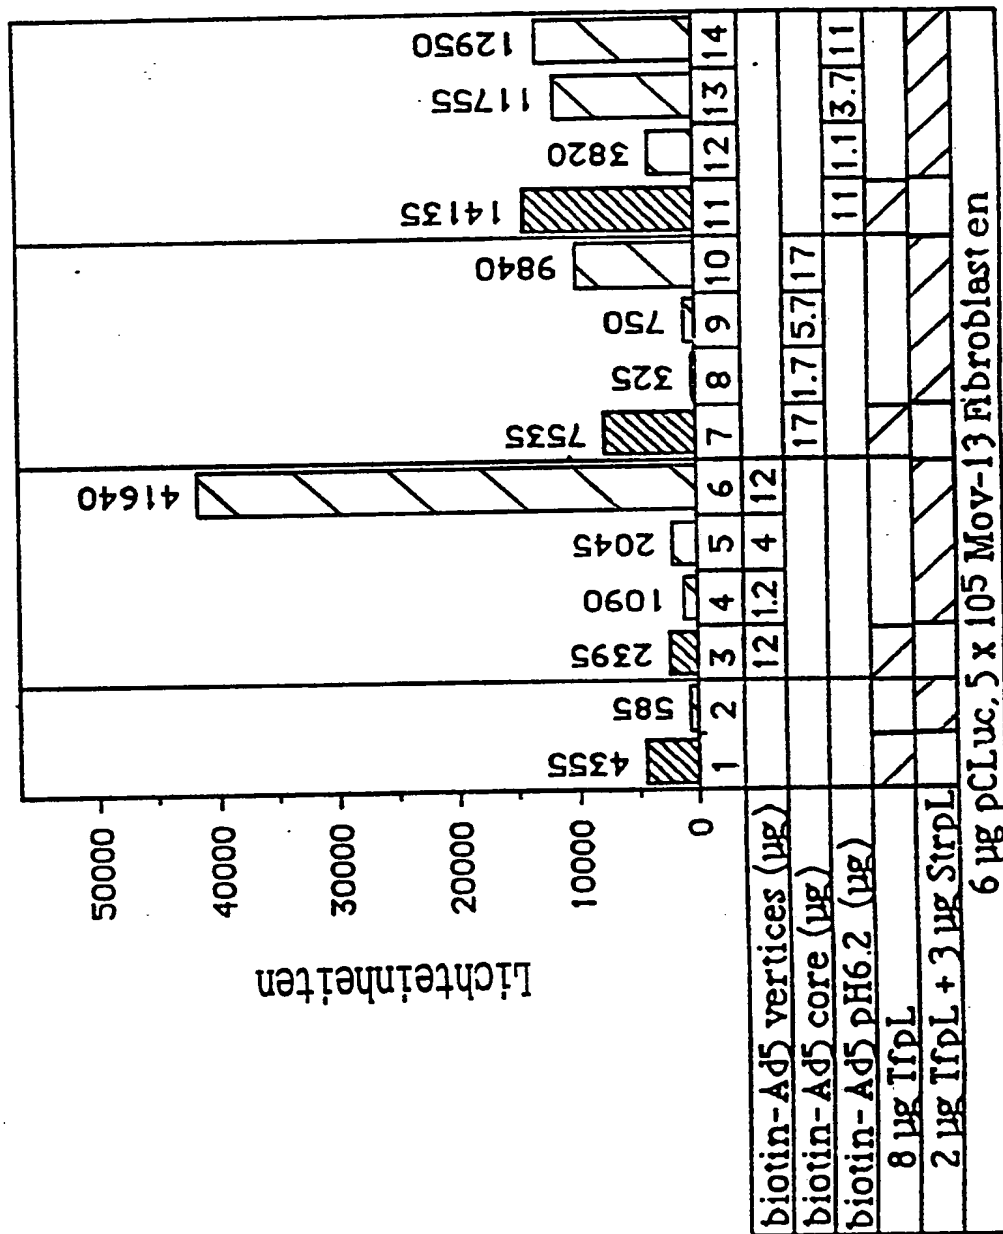 Lichteinheiten
50000
40000
30000
20000
10000
0
4355
585
2395
1090
2045
41640
7535
325
750
9840
14135
3820
11755
12950
1 2 3 4 5 6 7 8 9 10 11 12 13 14
biotin-Ad5 vertices (µg) 12 1.2 4 12
biotin-Ad5 core (µg) 17 1.7 5.7 17
biotin-Ad5 pH6.2 (µg) 11 1.1 3.7 11
8 µg TfpL
2 µg TfpL + 3 µg StrpL
6 µg pCLuc, 5 x 10⁵ Mov-13 Fibroblasten